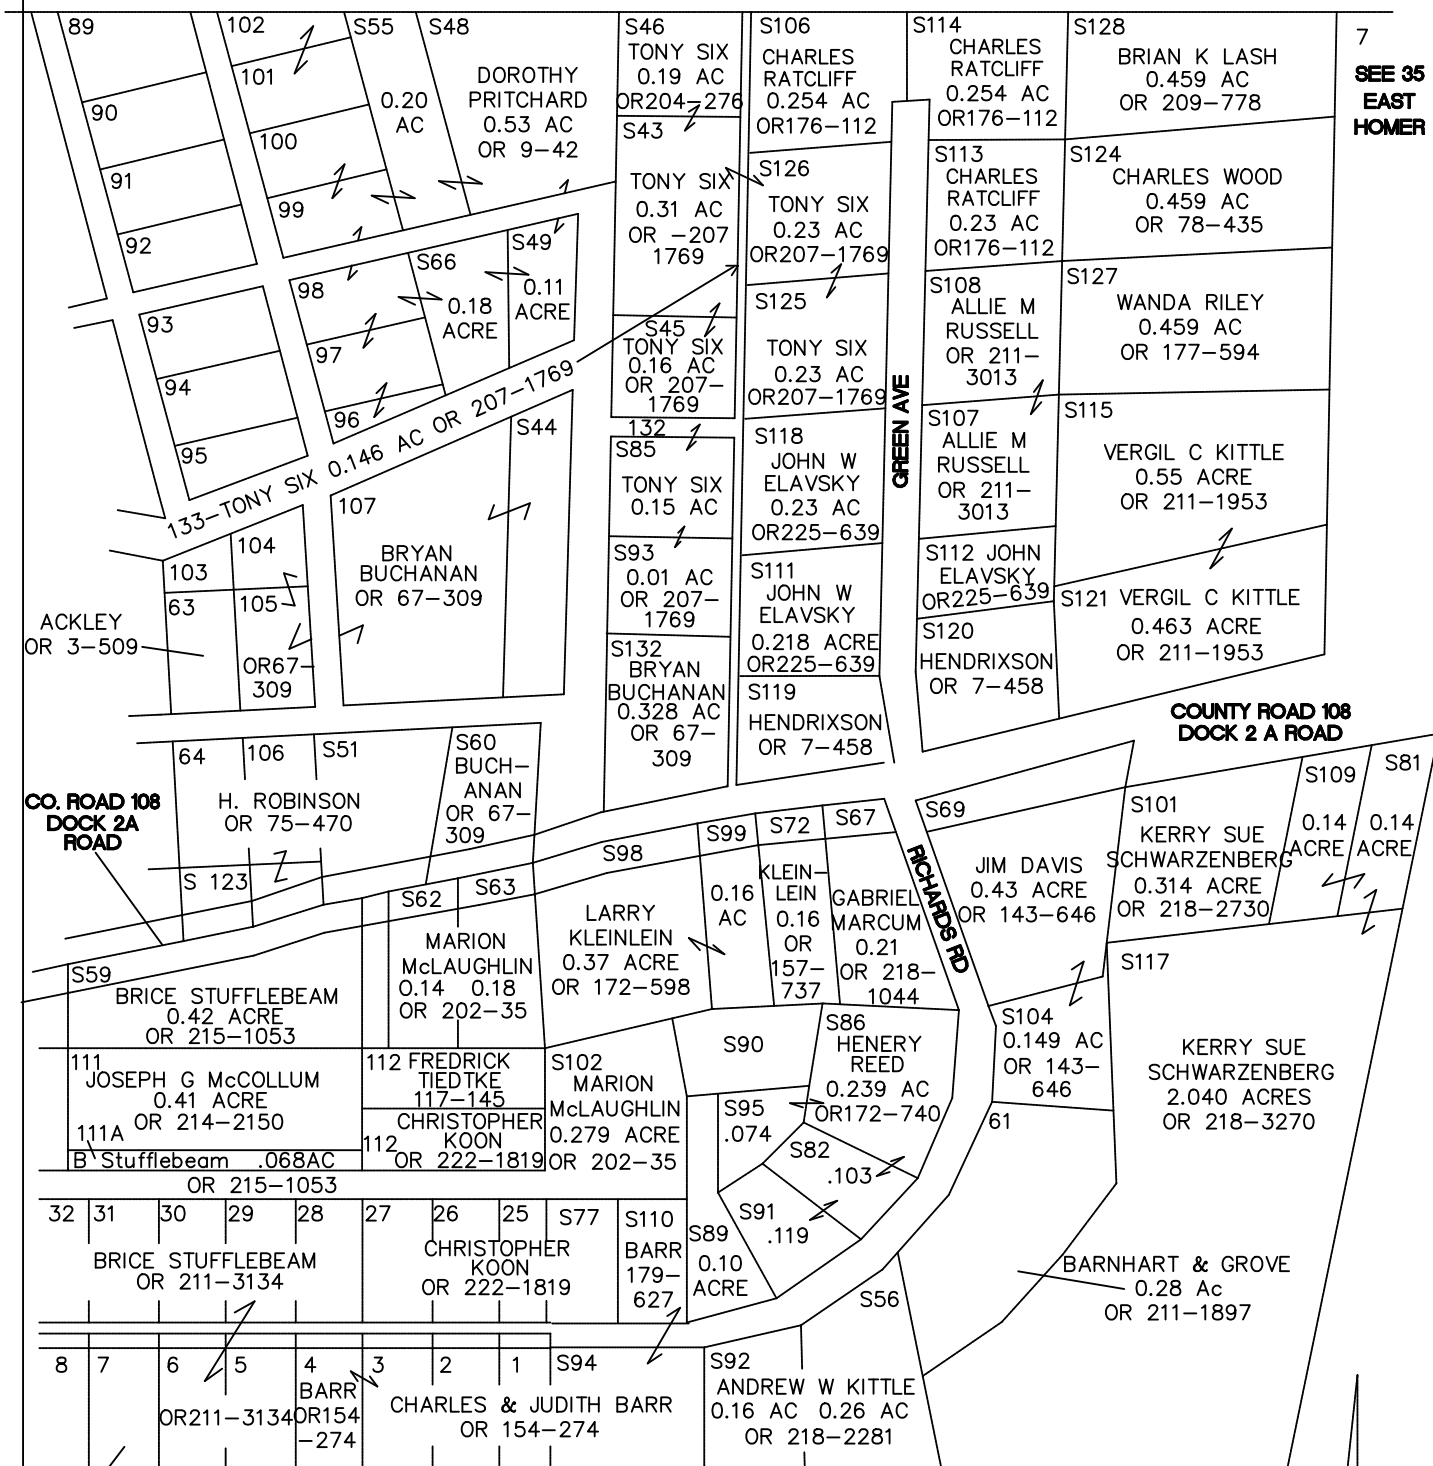 89
102
S55
S48
S46
S106
S114
S128
7
SEE 35
EAST
HOMER
101
90
100
91
99
92
0.20
AC
DOROTHY
PRITCHARD
0.53 AC
OR 9-42
TONY SIX
0.19 AC
OR204-276
CHARLES
RATCLIFF
0.254 AC
OR176-112
CHARLES
RATCLIFF
0.254 AC
OR176-112
BRIAN K LASH
0.459 AC
OR 209-778
S43
TONY SIX
0.31 AC
OR -207
1769
S126
TONY SIX
0.23 AC
OR207-1769
S113
CHARLES
RATCLIFF
0.23 AC
OR176-112
S124
CHARLES WOOD
0.459 AC
OR 78-435
S66
0.18
ACRE
S49
0.11
ACRE
98
93
97
94
96
95
S45
TONY SIX
0.16 AC
OR 207-
1769
S125
TONY SIX
0.23 AC
OR207-1769
S108
ALLIE M
RUSSELL
OR 211-
3013
S127
WANDA RILEY
0.459 AC
OR 177-594
133-TONY SIX 0.146 AC OR 207-1769
GREEN AVE
S44
132
S85
TONY SIX
0.15 AC
S118
JOHN W
ELAVSKY
0.23 AC
OR225-639
S107
ALLIE M
RUSSELL
OR 211-
3013
S115
VERGIL C KITTLE
0.55 ACRE
OR 211-1953
107
BRYAN
BUCHANAN
OR 67-309
104
103
63
105
OR67-
309
ACKLEY
OR 3-509
S93
0.01 AC
OR 207-
1769
S111
JOHN W
ELAVSKY
0.218 ACRE
OR225-639
S112 JOHN
ELAVSKY
OR225-639
S121 VERGIL C KITTLE
0.463 ACRE
OR 211-1953
S132
BRYAN
BUCHANAN
0.328 AC
OR 67-
309
S119
HENDRIXSON
OR 7-458
S120
HENDRIXSON
OR 7-458
COUNTY ROAD 108
DOCK 2 A ROAD
64
106
S51
S60
BUCH-
ANAN
OR 67-
309
H. ROBINSON
OR 75-470
CO. ROAD 108
DOCK 2A
ROAD
S 123
S62
S63
S98
S99
S72
S67
S69
S101
S109
S81
0.14
ACRE
0.14
ACRE
KERRY SUE
SCHWARZENBERG
0.314 ACRE
OR 218-2730
JIM DAVIS
0.43 ACRE
OR 143-646
RICHARDS RD
GABRIEL
MARCUM
0.21
OR 218-
1044
KLEIN-
LEIN
0.16
OR
157-
737
0.16
AC
LARRY
KLEINLEIN
0.37 ACRE
OR 172-598
MARION
McLAUGHLIN
0.14 0.18
OR 202-35
S59
BRICE STUFFLEBEAM
0.42 ACRE
OR 215-1053
S117
KERRY SUE
SCHWARZENBERG
2.040 ACRES
OR 218-3270
S104
0.149 AC
OR 143-
646
S86
HENERY
REED
0.239 AC
OR172-740
S90
S95
.074
S82
.103
S91
.119
61
111
JOSEPH G McCOLLUM
0.41 ACRE
OR 214-2150
111A
B Stufflebeam .068AC
OR 215-1053
112 FREDRICK
TIEDTKE
117-145
112
CHRISTOPHER
KOON
OR 222-1819
S102
MARION
McLAUGHLIN
0.279 ACRE
OR 202-35
32
31
30
29
28
27
26
25
S77
S110
BARR
179-
627
S89
0.10
ACRE
BRICE STUFFLEBEAM
OR 211-3134
CHRISTOPHER
KOON
OR 222-1819
S56
BARNHART & GROVE
0.28 Ac
OR 211-1897
8
7
6
5
4
3
2
1
S94
S92
OR211-3134
BARR
OR154
-274
CHARLES & JUDITH BARR
OR 154-274
ANDREW W KITTLE
0.16 AC 0.26 AC
OR 218-2281